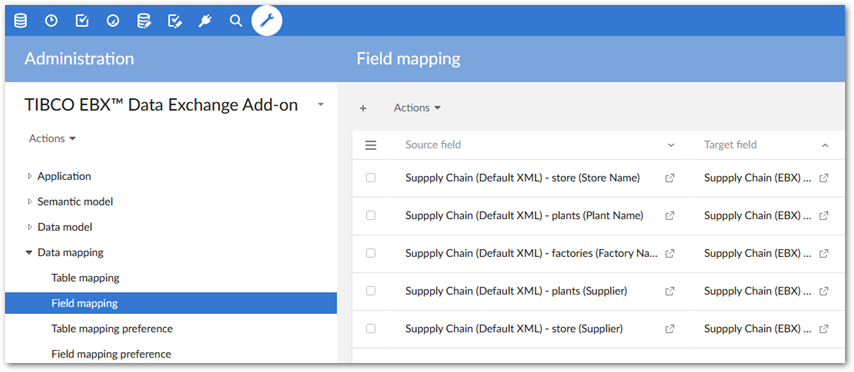 Administration
Field mapping
TIBCO EBX™ Data Exchange Add-on
Actions
Actions
Source field
Target field
Application
Semantic model
Data model
Data mapping
Table mapping
Field mapping
Table mapping preference
Field mapping preference
Suppply Chain (Default XML) - store (Store Name)
Suppply Chain (EBX) ...
Suppply Chain (Default XML) - plants (Plant Name)
Suppply Chain (EBX) ...
Suppply Chain (Default XML) - factories (Factory Na...
Suppply Chain (EBX) ...
Suppply Chain (Default XML) - plants (Supplier)
Suppply Chain (EBX) ...
Suppply Chain (Default XML) - store (Supplier)
Suppply Chain (EBX) ...